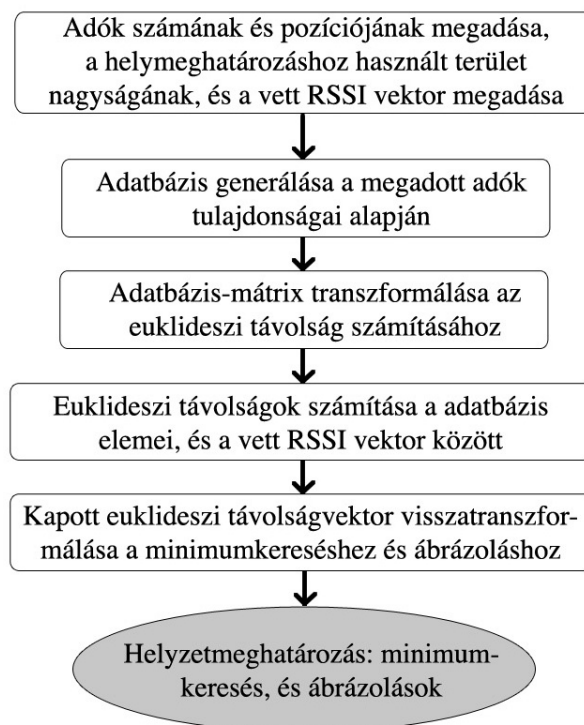 Adók számának és pozíciójának megadása,
a helymeghatározáshoz használt terület
nagyságának, és a vett RSSI vektor megadása
Adatbázis generálása a megadott adók
tulajdonságai alapján
Adatbázis-mátrix transzformálása az
euklideszi távolság számításához
Euklideszi távolságok számítása a adatbázis
elemei, és a vett RSSI vektor között
Kapott euklideszi távolságvektor visszatranszfor-
málása a minimumkereséshez és ábrázoláshoz
Helyzetmeghatározás: minimum-
keresés, és ábrázolások